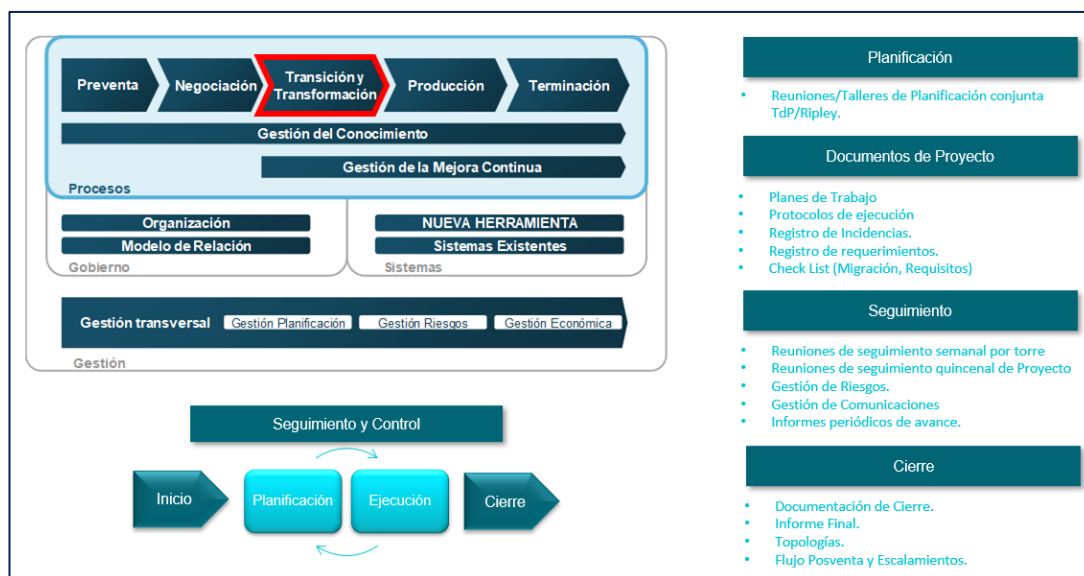 Preventa
Negociación
Transición y
Transformación
Producción
Terminación
Gestión del Conocimiento
Gestión de la Mejora Continua
Procesos
Organización
Modelo de Relación
Gobierno
NUEVA HERRAMIENTA
Sistemas Existentes
Sistemas
Gestión transversal
Gestión Planificación
Gestión Riesgos
Gestión Económica
Gestión
Seguimiento y Control
Inicio
Planificación
Ejecución
Cierre
Planificación
• Reuniones/Talleres de Planificación conjunta
TdP/Ripley.
Documentos de Proyecto
• Planes de Trabajo
• Protocolos de ejecución
• Registro de Incidencias.
• Registro de requerimientos.
• Check List (Migración, Requisitos)
Seguimiento
• Reuniones de seguimiento semanal por torre
• Reuniones de seguimiento quincenal de Proyecto
• Gestión de Riesgos.
• Gestión de Comunicaciones
• Informes periódicos de avance.
Cierre
• Documentación de Cierre.
• Informe Final.
• Topologías.
• Flujo Posventa y Escalamientos.